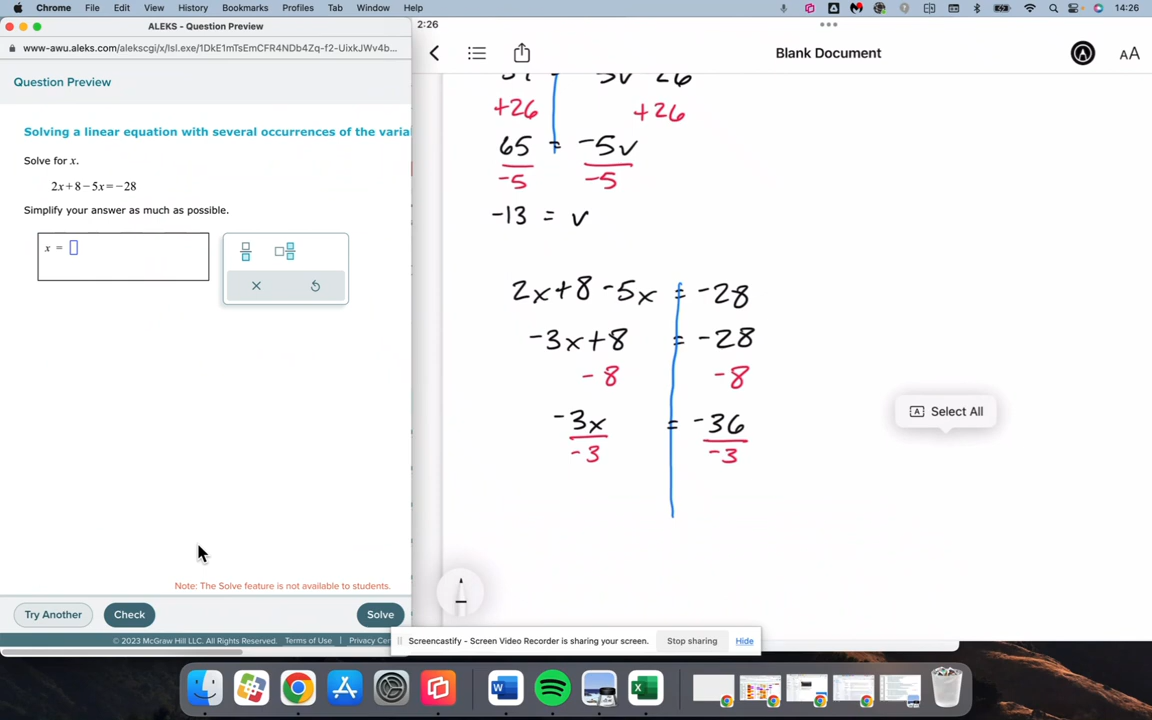 Chrome File Edit View History Bookmarks Profiles Tab Window Help 14:26
ALEKS - Question Preview
www-awu.aleks.com/alekscgi/x/lsl.exe/1DkE1mTsEmCFR4NDb4Zq-f2-UixkJWv4b...
Question Preview
Solving a linear equation with several occurrences of the varia
Solve for x.
2x+8−5x=−28
Simplify your answer as much as possible.
x =
Note: The Solve feature is not available to students.
Try Another Check Solve
© 2023 McGraw Hill LLC. All Rights Reserved. Terms of Use | Privacy Cen
2:26
Blank Document
AA
+26 +26
65 = -5v
-5 -5
-13 = v
2x+8-5x = -28
-3x+8 = -28
-8 -8
-3x = -36
-3 -3
A Select All
Screencastify - Screen Video Recorder is sharing your screen. Stop sharing Hide